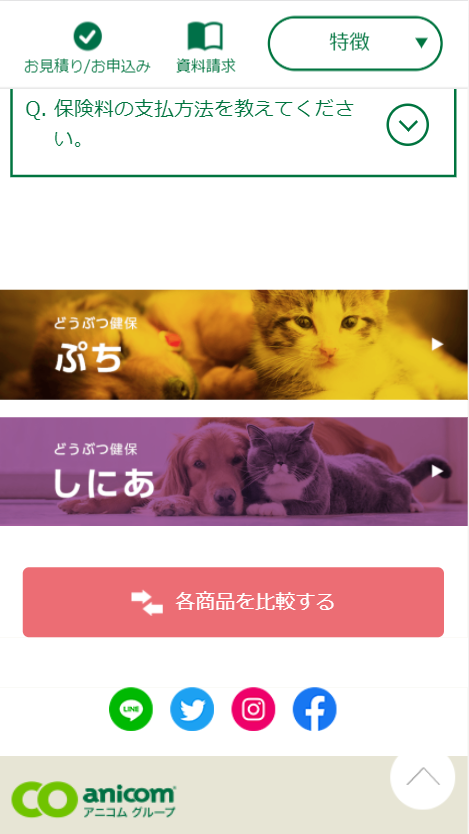 お見積り/お申込み
資料請求
特徴
Q. 保険料の支払方法を教えてくださ
い。
どうぶつ健保
ぷち
どうぶつ健保
しにあ
各商品を比較する
LINE
anicom
アニコム グループ